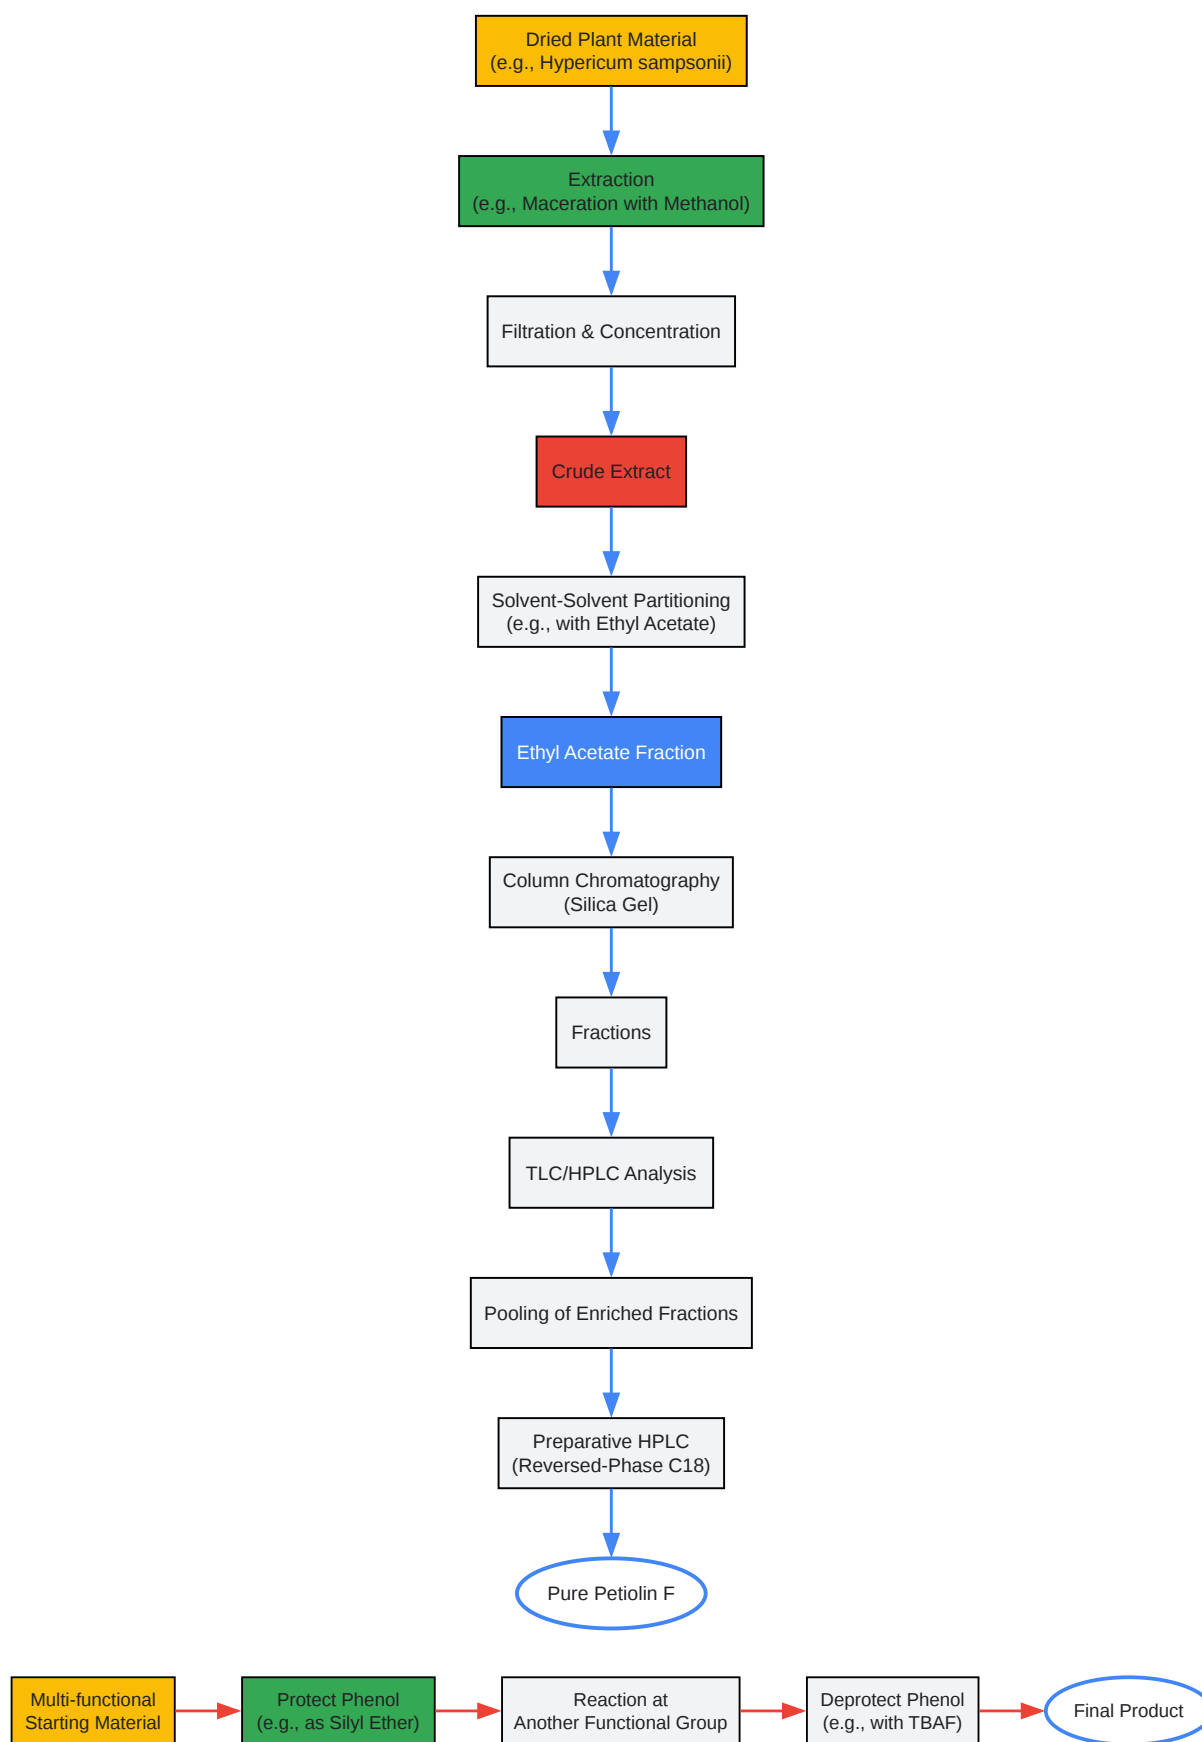 Dried Plant Material
(e.g., Hypericum sampsonii)
Extraction
(e.g., Maceration with Methanol)
Filtration & Concentration
Crude Extract
Solvent-Solvent Partitioning
(e.g., with Ethyl Acetate)
Ethyl Acetate Fraction
Column Chromatography
(Silica Gel)
Fractions
TLC/HPLC Analysis
Pooling of Enriched Fractions
Preparative HPLC
(Reversed-Phase C18)
Pure Petiolin F
Multi-functional
Starting Material
Protect Phenol
(e.g., as Silyl Ether)
Reaction at
Another Functional Group
Deprotect Phenol
(e.g., with TBAF)
Final Product